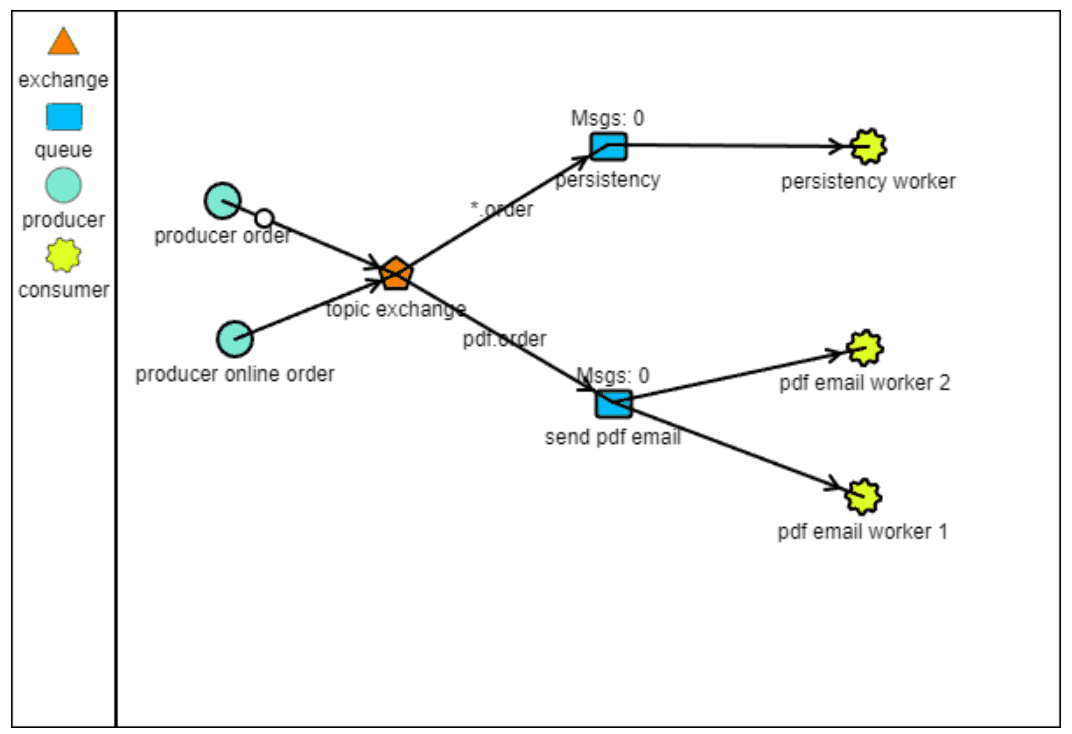 exchange
queue
producer
consumer
producer order
producer online order
topic exchange
*.order
pdf.order
Msgs: 0
persistency
Msgs: 0
send pdf email
persistency worker
pdf email worker 2
pdf email worker 1